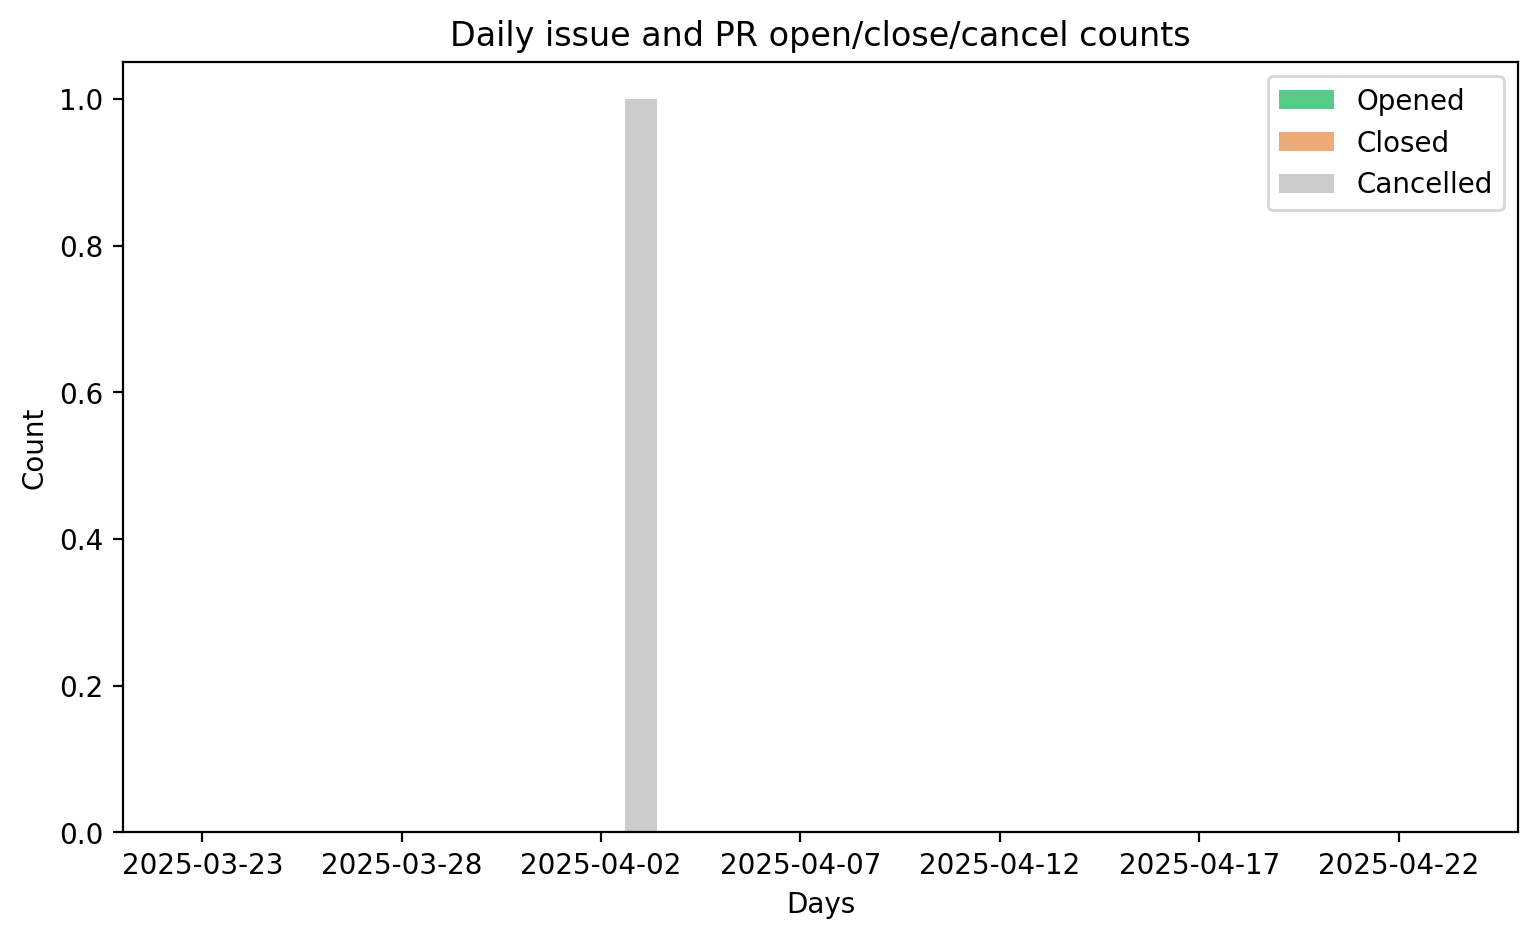 Daily issue and PR open/close/cancel counts
Opened
Closed
Cancelled
1.0
0.8
0.6
0.4
0.2
0.0
Count
2025-03-23 2025-03-28 2025-04-02 2025-04-07 2025-04-12 2025-04-17 2025-04-22
Days